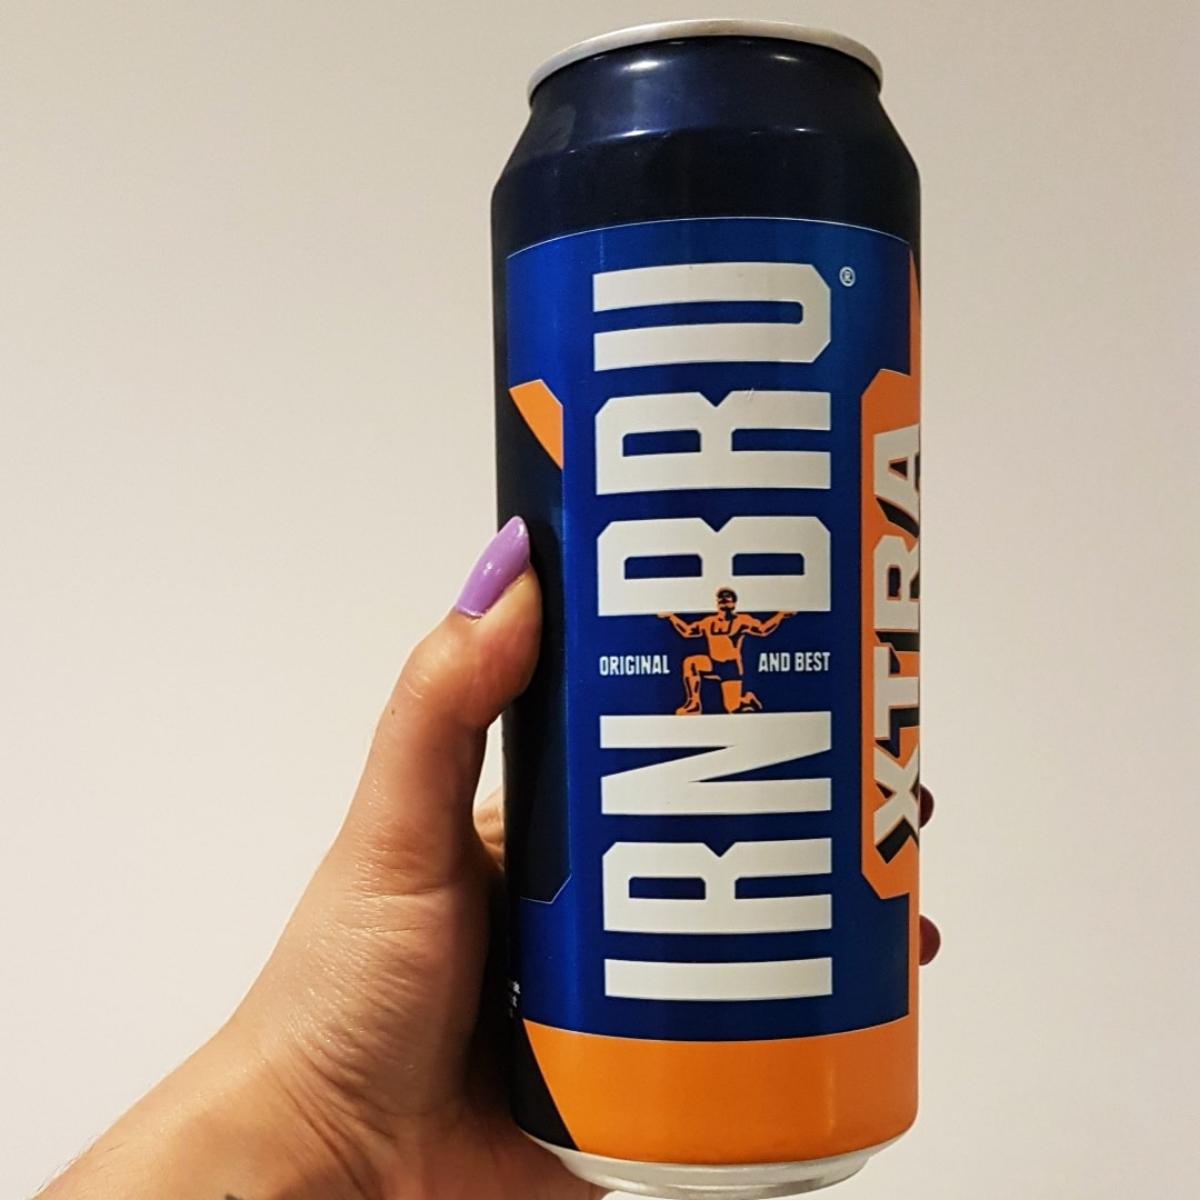 IRN BRU®
ORIGINAL AND BEST
XTRA